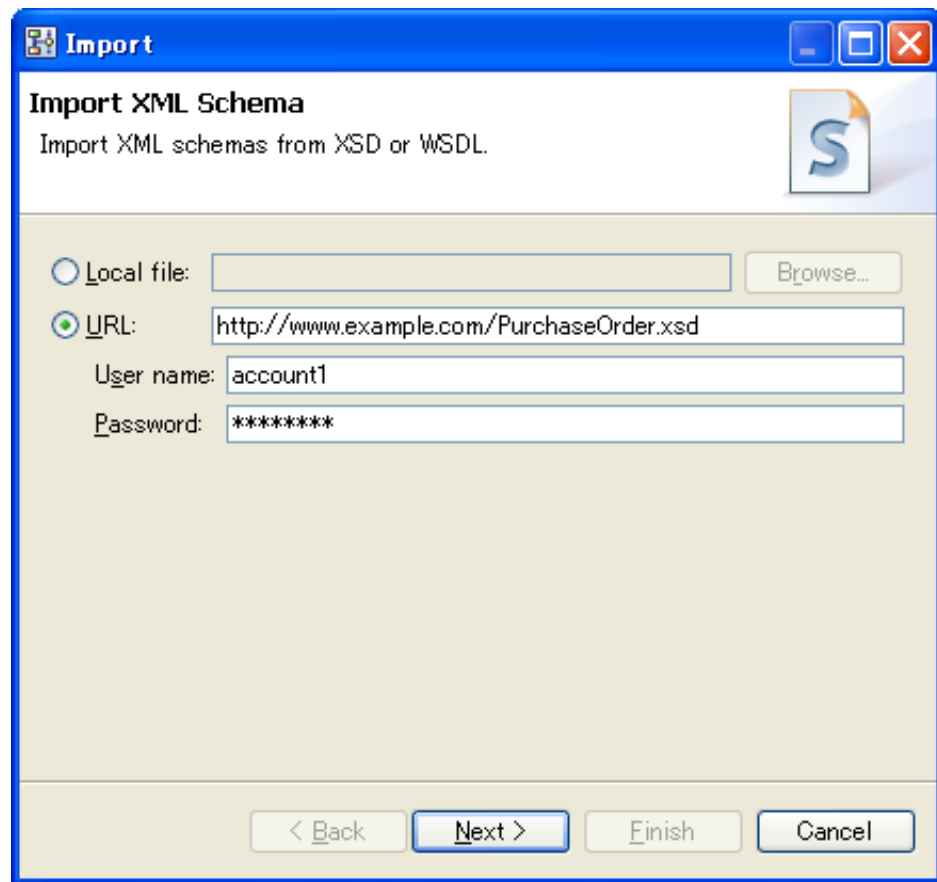 Import
Import XML Schema
Import XML schemas from XSD or WSDL.
S
Local file: Browse...
URL: http://www.example.com/PurchaseOrder.xsd
User name: account1
Password: ********
< Back Next > Finish Cancel